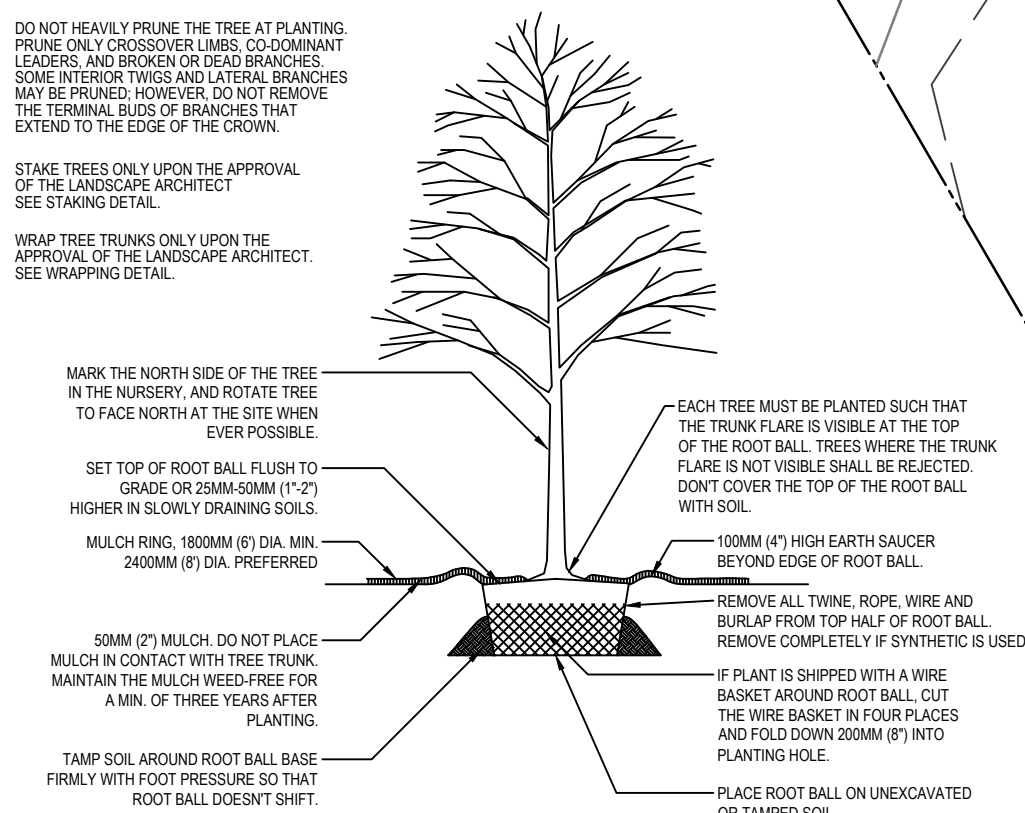 DO NOT HEAVILY PRUNE THE TREE AT PLANTING.
PRUNE ONLY CROSSOVER LIMBS, CO-DOMINANT
LEADERS, AND BROKEN OR DEAD BRANCHES.
SOME INTERIOR TWIGS AND LATERAL BRANCHES
MAY BE PRUNED; HOWEVER, DO NOT REMOVE
THE TERMINAL BUDS OF BRANCHES THAT
EXTEND TO THE EDGE OF THE CROWN.
STAKE TREES ONLY UPON THE APPROVAL
OF THE LANDSCAPE ARCHITECT
SEE STAKING DETAIL.
WRAP TREE TRUNKS ONLY UPON THE
APPROVAL OF THE LANDSCAPE ARCHITECT.
SEE WRAPPING DETAIL.
MARK THE NORTH SIDE OF THE TREE
IN THE NURSERY, AND ROTATE TREE
TO FACE NORTH AT THE SITE WHEN
EVER POSSIBLE.
SET TOP OF ROOT BALL FLUSH TO
GRADE OR 25MM-50MM (1"-2")
HIGHER IN SLOWLY DRAINING SOILS.
MULCH RING, 1800MM (6') DIA. MIN.
2400MM (8') DIA. PREFERRED
50MM (2") MULCH. DO NOT PLACE
MULCH IN CONTACT WITH TREE TRUNK.
MAINTAIN THE MULCH WEED-FREE FOR
A MIN. OF THREE YEARS AFTER
PLANTING.
TAMP SOIL AROUND ROOT BALL BASE
FIRMLY WITH FOOT PRESSURE SO THAT
ROOT BALL DOESN'T SHIFT.
EACH TREE MUST BE PLANTED SUCH THAT
THE TRUNK FLARE IS VISIBLE AT THE TOP
OF THE ROOT BALL. TREES WHERE THE TRUNK
FLARE IS NOT VISIBLE SHALL BE REJECTED.
DON'T COVER THE TOP OF THE ROOT BALL
WITH SOIL.
100MM (4") HIGH EARTH SAUCER
BEYOND EDGE OF ROOT BALL.
REMOVE ALL TWINE, ROPE, WIRE AND
BURLAP FROM TOP HALF OF ROOT BALL.
REMOVE COMPLETELY IF SYNTHETIC IS USED
IF PLANT IS SHIPPED WITH A WIRE
BASKET AROUND ROOT BALL, CUT
THE WIRE BASKET IN FOUR PLACES
AND FOLD DOWN 200MM (8") INTO
PLANTING HOLE.
PLACE ROOT BALL ON UNEXCAVATED
OR TAMPED SOIL